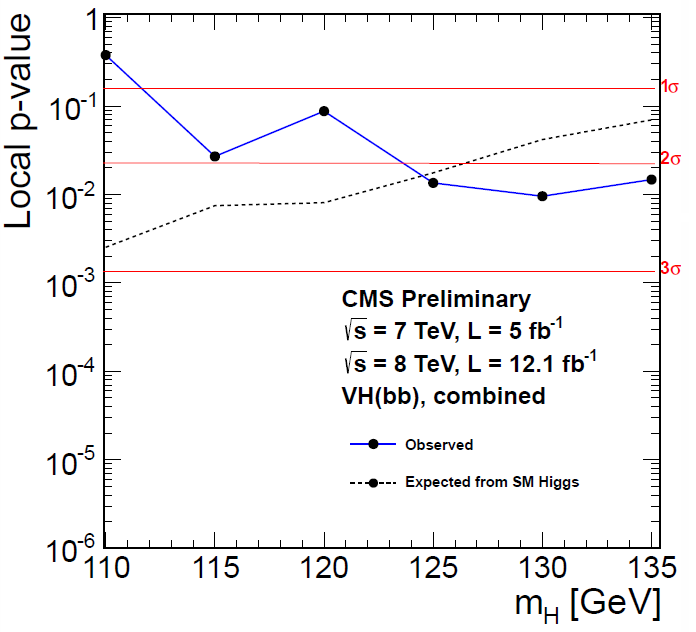 Local p-value
1
10⁻¹
10⁻²
10⁻³
10⁻⁴
10⁻⁵
10⁻⁶
1σ
2σ
3σ
CMS Preliminary
√s = 7 TeV, L = 5 fb⁻¹
√s = 8 TeV, L = 12.1 fb⁻¹
VH(bb), combined
Observed
Expected from SM Higgs
110 115 120 125 130 135
m_H [GeV]